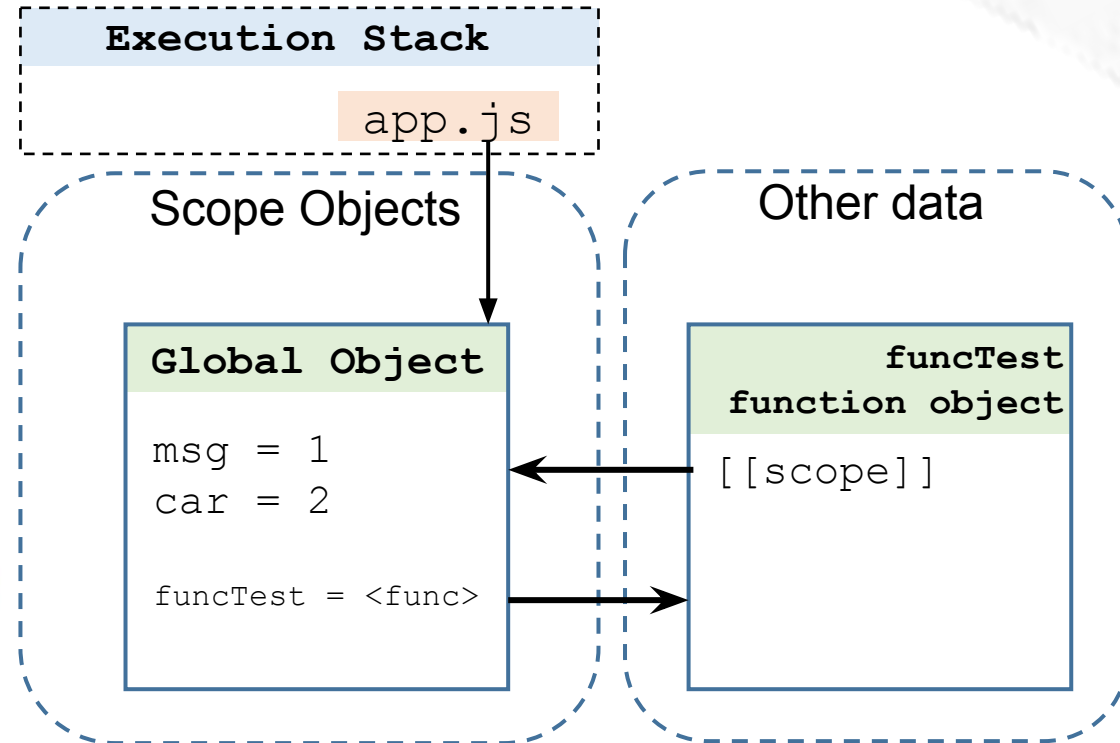 Execution Stack
app.js
Scope Objects
Other data
Global Object
msg = 1
car = 2
funcTest = <func>
funcTest
function object
[[scope]]